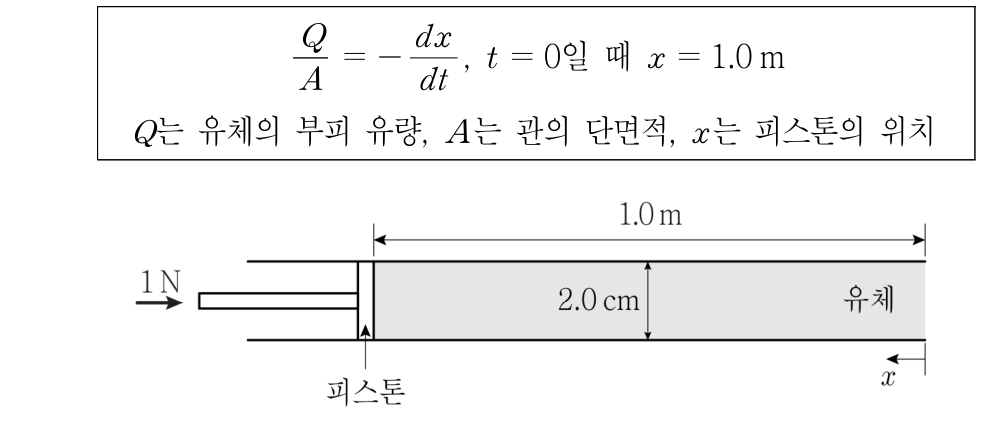 Q/A = − dx/dt, t = 0일 때 x = 1.0 m
Q는 유체의 부피 유량, A는 관의 단면적, x는 피스톤의 위치
1.0 m
1 N
2.0 cm
유체
x
피스톤